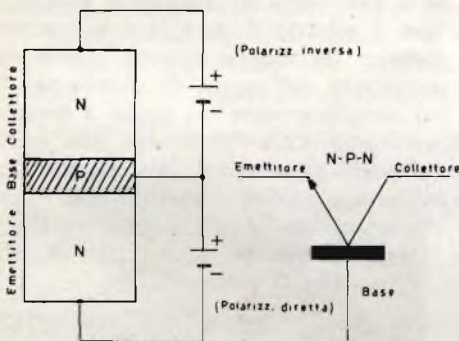 Emettitore Base Collettore
N
P
N
+
-
+
-
(Polarizz. inversa)
(Polarizz. diretta)
N-P-N
Emettitore
Collettore
Base